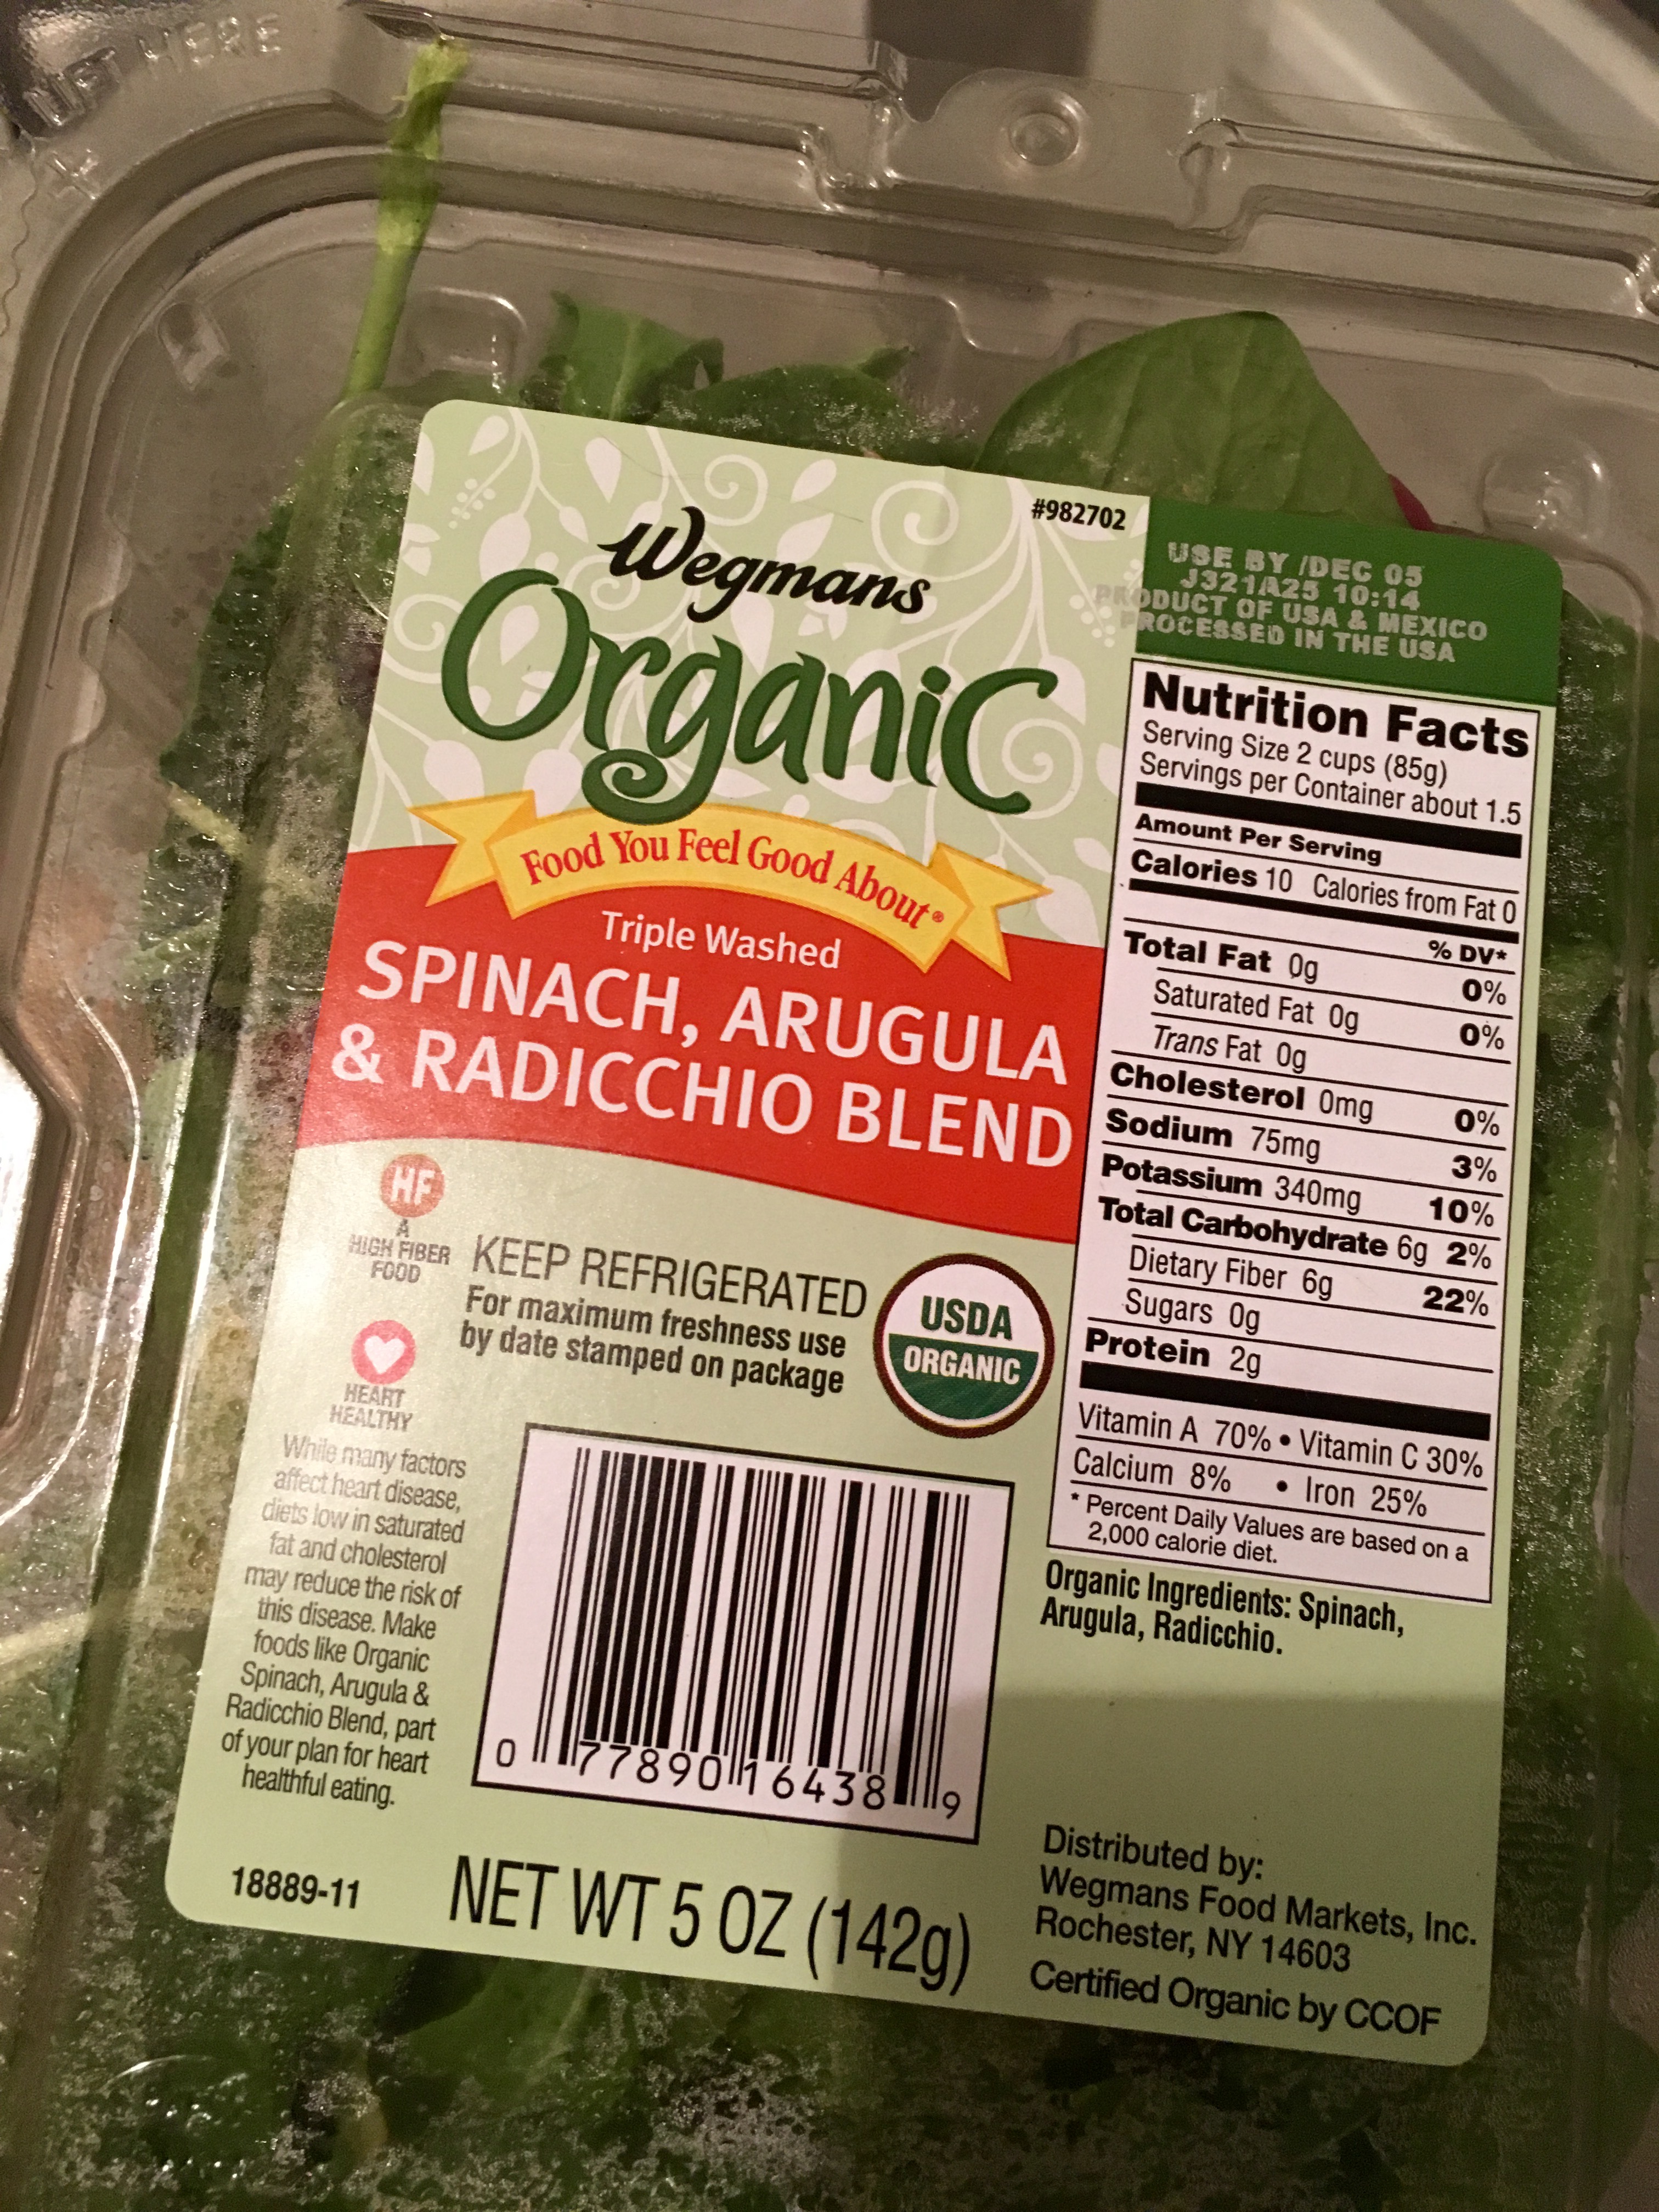 LIFT HERE
#982702
Wegmans
Organic
Food You Feel Good About®
Triple Washed
SPINACH, ARUGULA
& RADICCHIO BLEND
HF
A
HIGH FIBER
FOOD
HEART
HEALTHY
While many factors
affect heart disease,
diets low in saturated
fat and cholesterol
may reduce the risk of
this disease. Make
foods like Organic
Spinach, Arugula &
Radicchio Blend, part
of your plan for heart
healthful eating.
KEEP REFRIGERATED
For maximum freshness use
by date stamped on package
USDA
ORGANIC
0 77890 16438 9
18889-11
NET WT 5 OZ (142g)
USE BY /DEC 05
J321A25 10:14
PRODUCT OF USA & MEXICO
PROCESSED IN THE USA
Nutrition Facts
Serving Size 2 cups (85g)
Servings per Container about 1.5
Amount Per Serving
Calories 10 Calories from Fat 0
% DV*
Total Fat 0g 0%
Saturated Fat 0g 0%
Trans Fat 0g
Cholesterol 0mg 0%
Sodium 75mg 3%
Potassium 340mg 10%
Total Carbohydrate 6g 2%
Dietary Fiber 6g 22%
Sugars 0g
Protein 2g
Vitamin A 70% • Vitamin C 30%
Calcium 8% • Iron 25%
* Percent Daily Values are based on a
2,000 calorie diet.
Organic Ingredients: Spinach,
Arugula, Radicchio.
Distributed by:
Wegmans Food Markets, Inc.
Rochester, NY 14603
Certified Organic by CCOF